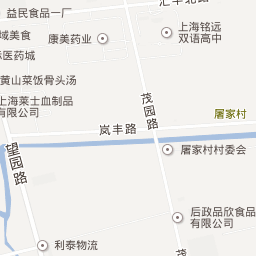 汇丰北路
益民食品一厂
上海铭远
双语高中
域美食
康美药业
医药城
黄山菜饭骨头汤
上海莱士血制品
有限公司
茂园路
屠家村
岚丰路
望园路
屠家村村委会
后政品欣食品
有限公司
利泰物流
茂